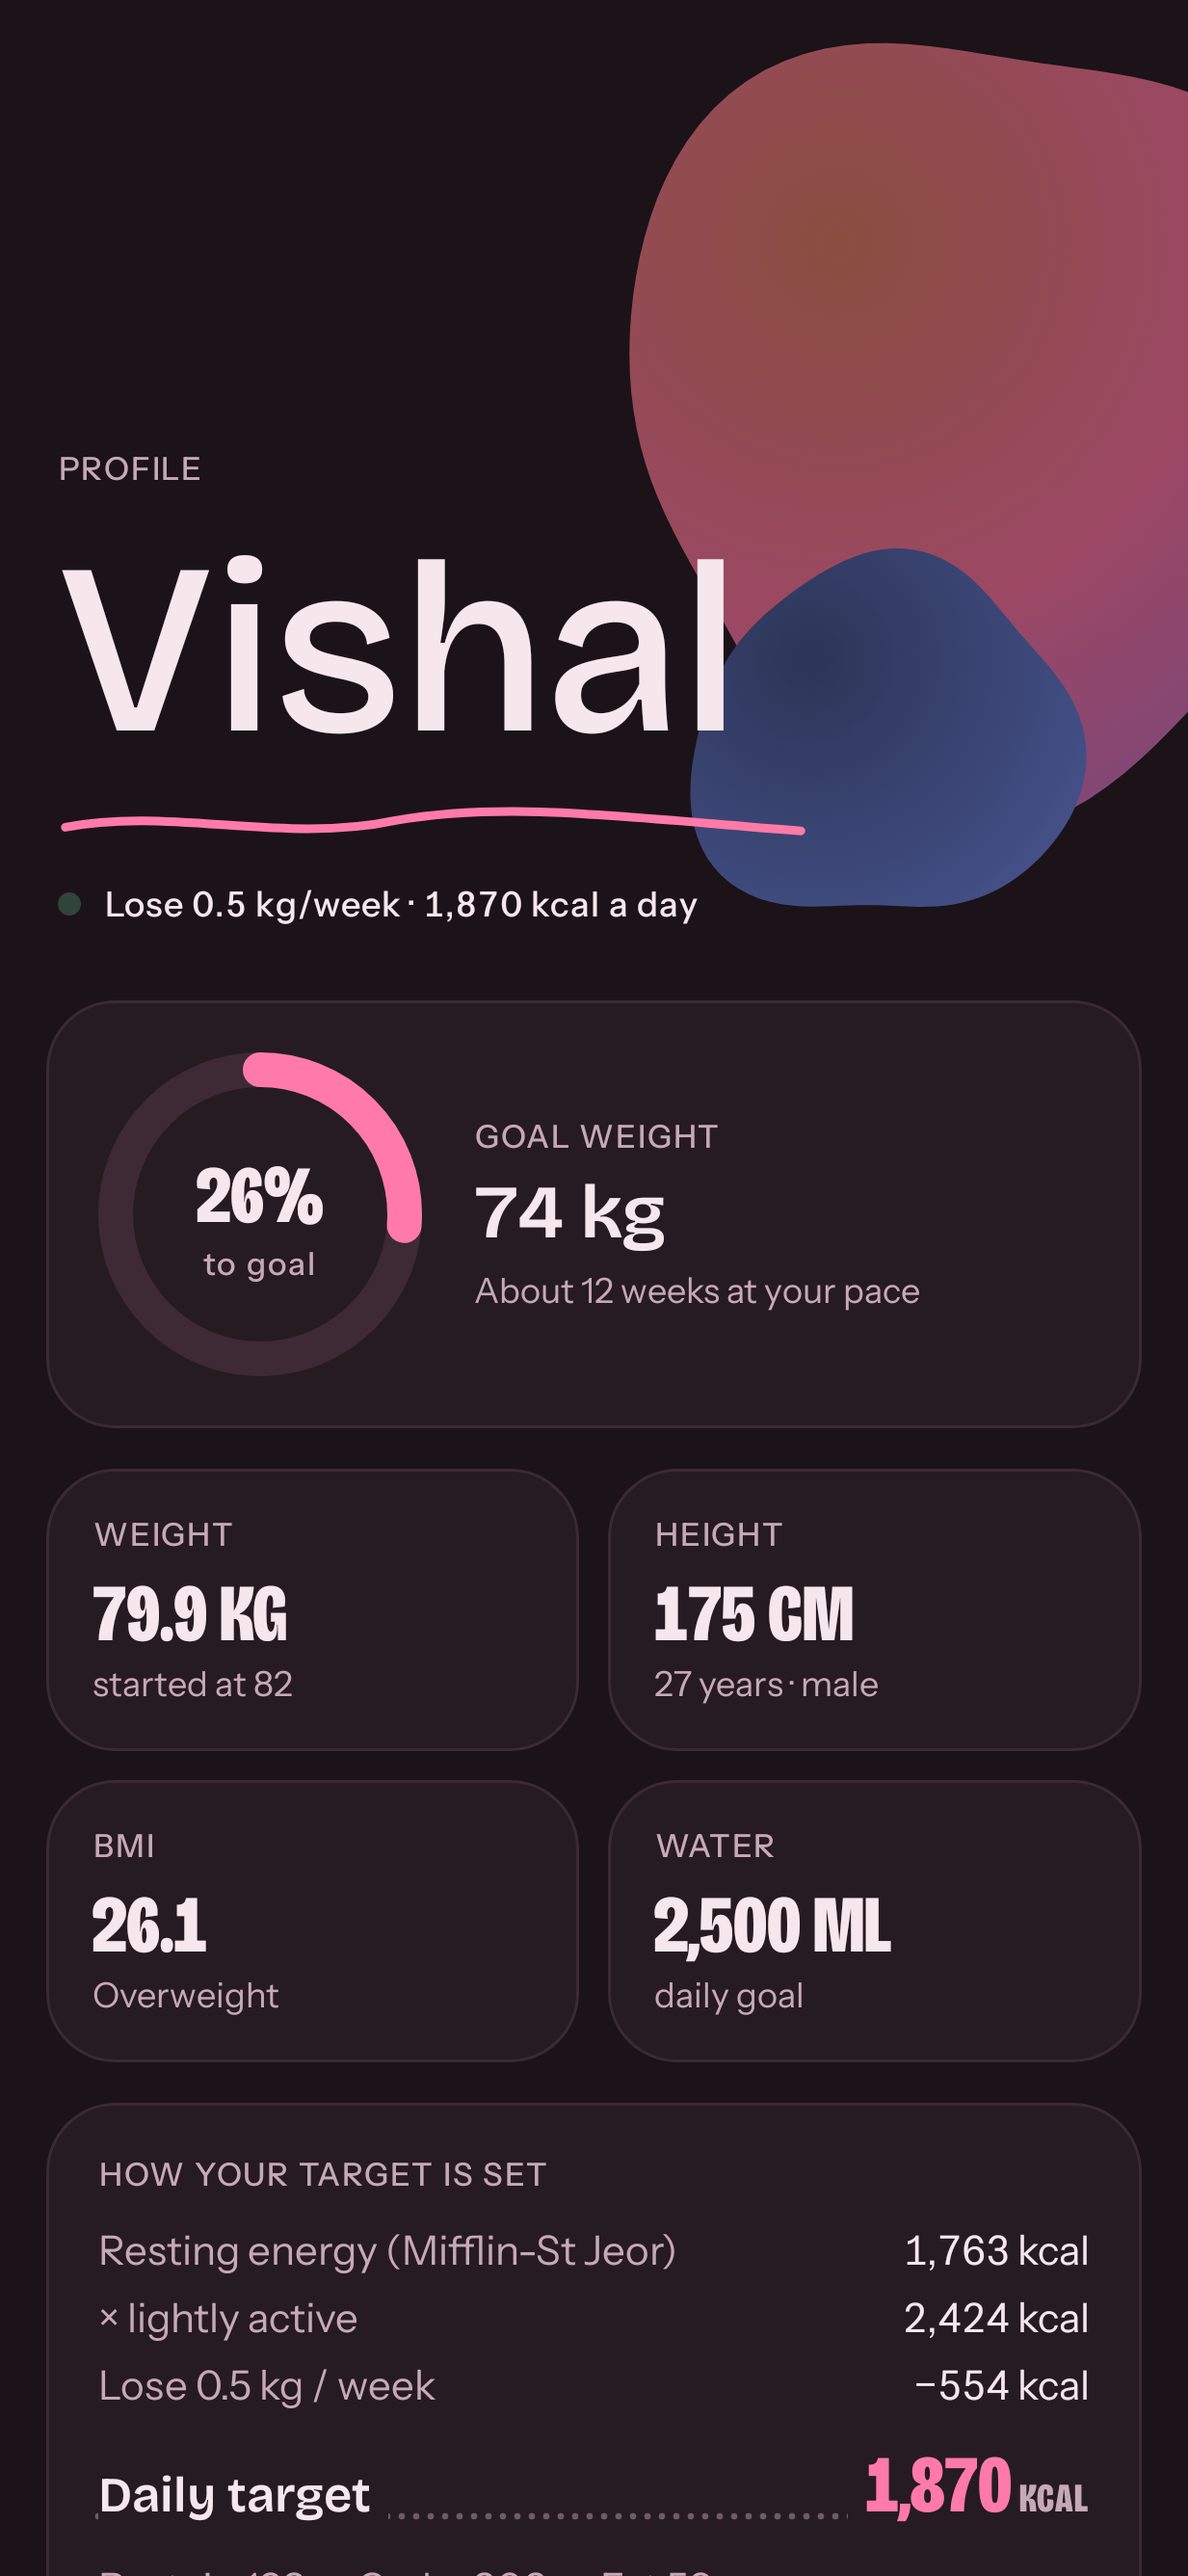 PROFILE
Vishal
Lose 0.5 kg/week · 1,870 kcal a day
26%
to goal
GOAL WEIGHT
74 kg
About 12 weeks at your pace
WEIGHT
79.9 KG
started at 82
HEIGHT
175 CM
27 years · male
BMI
26.1
Overweight
WATER
2,500 ML
daily goal
HOW YOUR TARGET IS SET
Resting energy (Mifflin-St Jeor) 1,763 kcal
× lightly active 2,424 kcal
Lose 0.5 kg / week −554 kcal
Daily target 1,870 KCAL